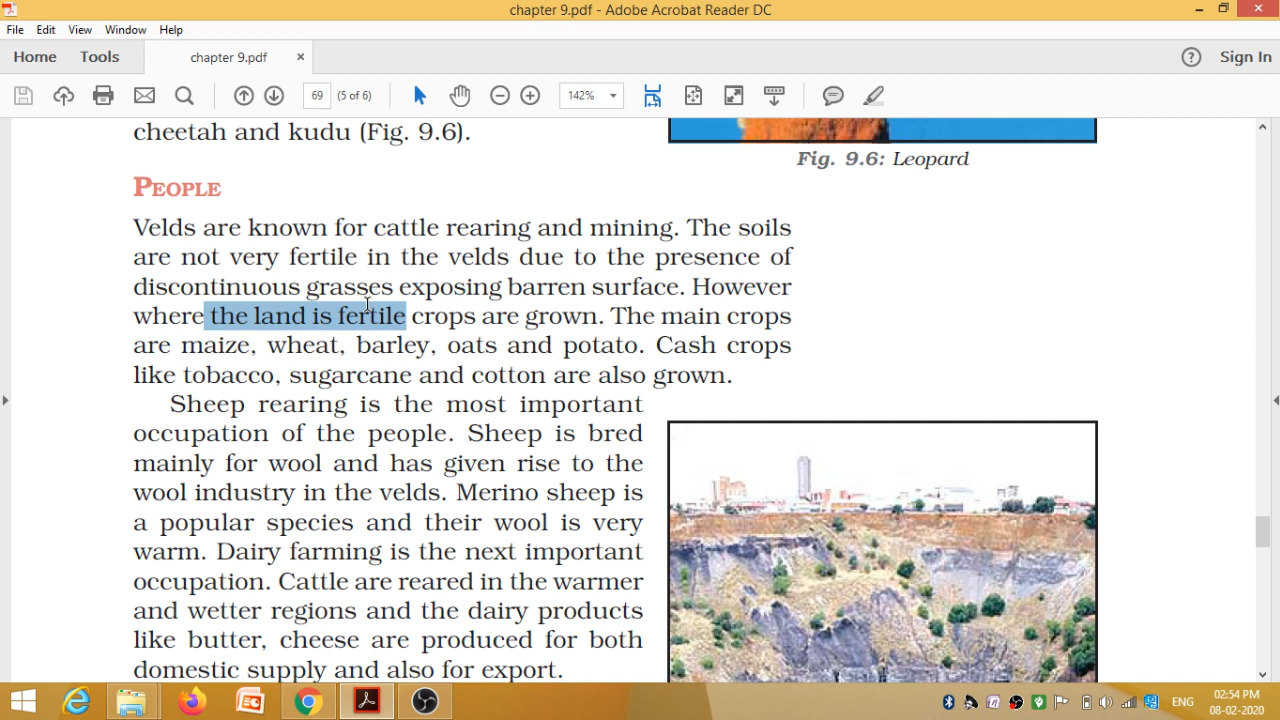 chapter 9.pdf - Adobe Acrobat Reader DC
File Edit View Window Help
Home Tools chapter 9.pdf × Sign In
69 (5 of 6) 142%
cheetah and kudu (Fig. 9.6).
Fig. 9.6: Leopard
PEOPLE
Velds are known for cattle rearing and mining. The soils
are not very fertile in the velds due to the presence of
discontinuous grasses exposing barren surface. However
where the land is fertile crops are grown. The main crops
are maize, wheat, barley, oats and potato. Cash crops
like tobacco, sugarcane and cotton are also grown.
Sheep rearing is the most important
occupation of the people. Sheep is bred
mainly for wool and has given rise to the
wool industry in the velds. Merino sheep is
a popular species and their wool is very
warm. Dairy farming is the next important
occupation. Cattle are reared in the warmer
and wetter regions and the dairy products
like butter, cheese are produced for both
domestic supply and also for export.
ENG
02:54 PM
08-02-2020